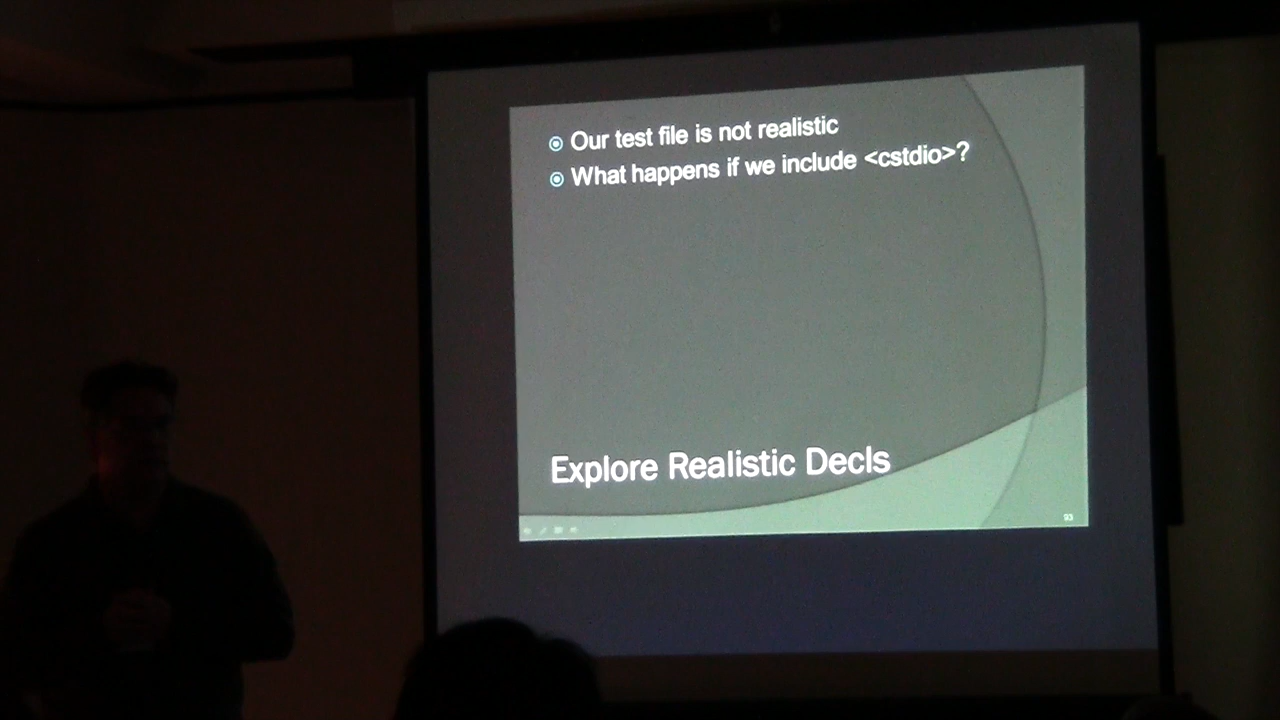 Our test file is not realistic
What happens if we include <cstdio>?
Explore Realistic Decls